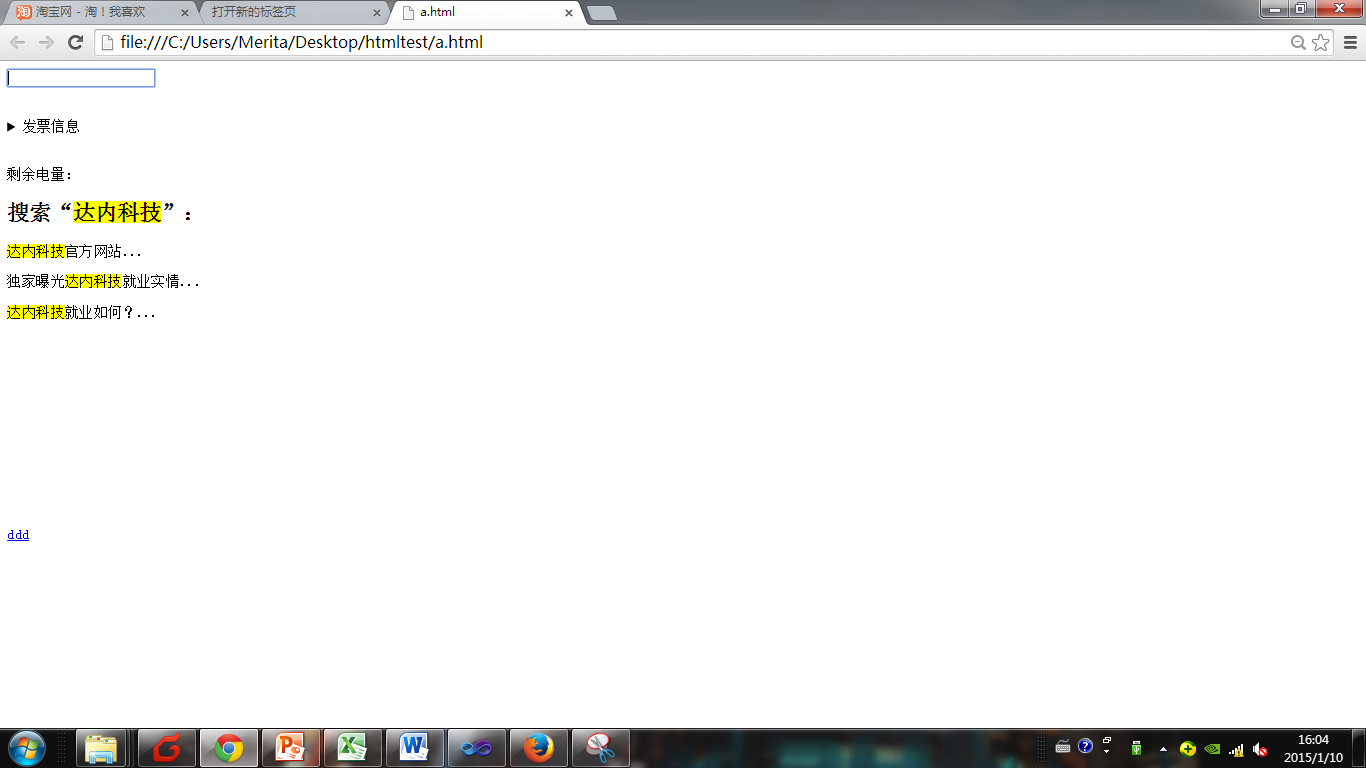 淘 淘宝网 - 淘！我喜欢
打开新的标签页
a.html
file:///C:/Users/Merita/Desktop/htmltest/a.html
▶ 发票信息
剩余电量：
搜索“达内科技”：
达内科技官方网站...
独家曝光达内科技就业实情...
达内科技就业如何？...
ddd
16:04
2015/1/10